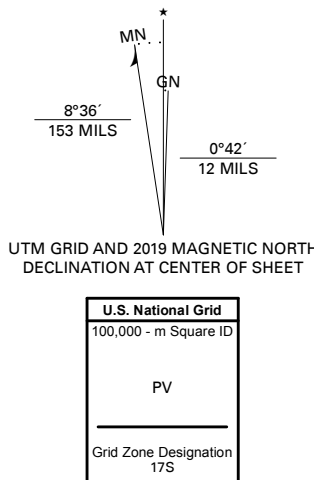 ★
MN
GN
8°36´
153 MILS
0°42´
12 MILS
UTM GRID AND 2019 MAGNETIC NORTH
DECLINATION AT CENTER OF SHEET
U.S. National Grid
100,000 - m Square ID
PV
Grid Zone Designation
17S